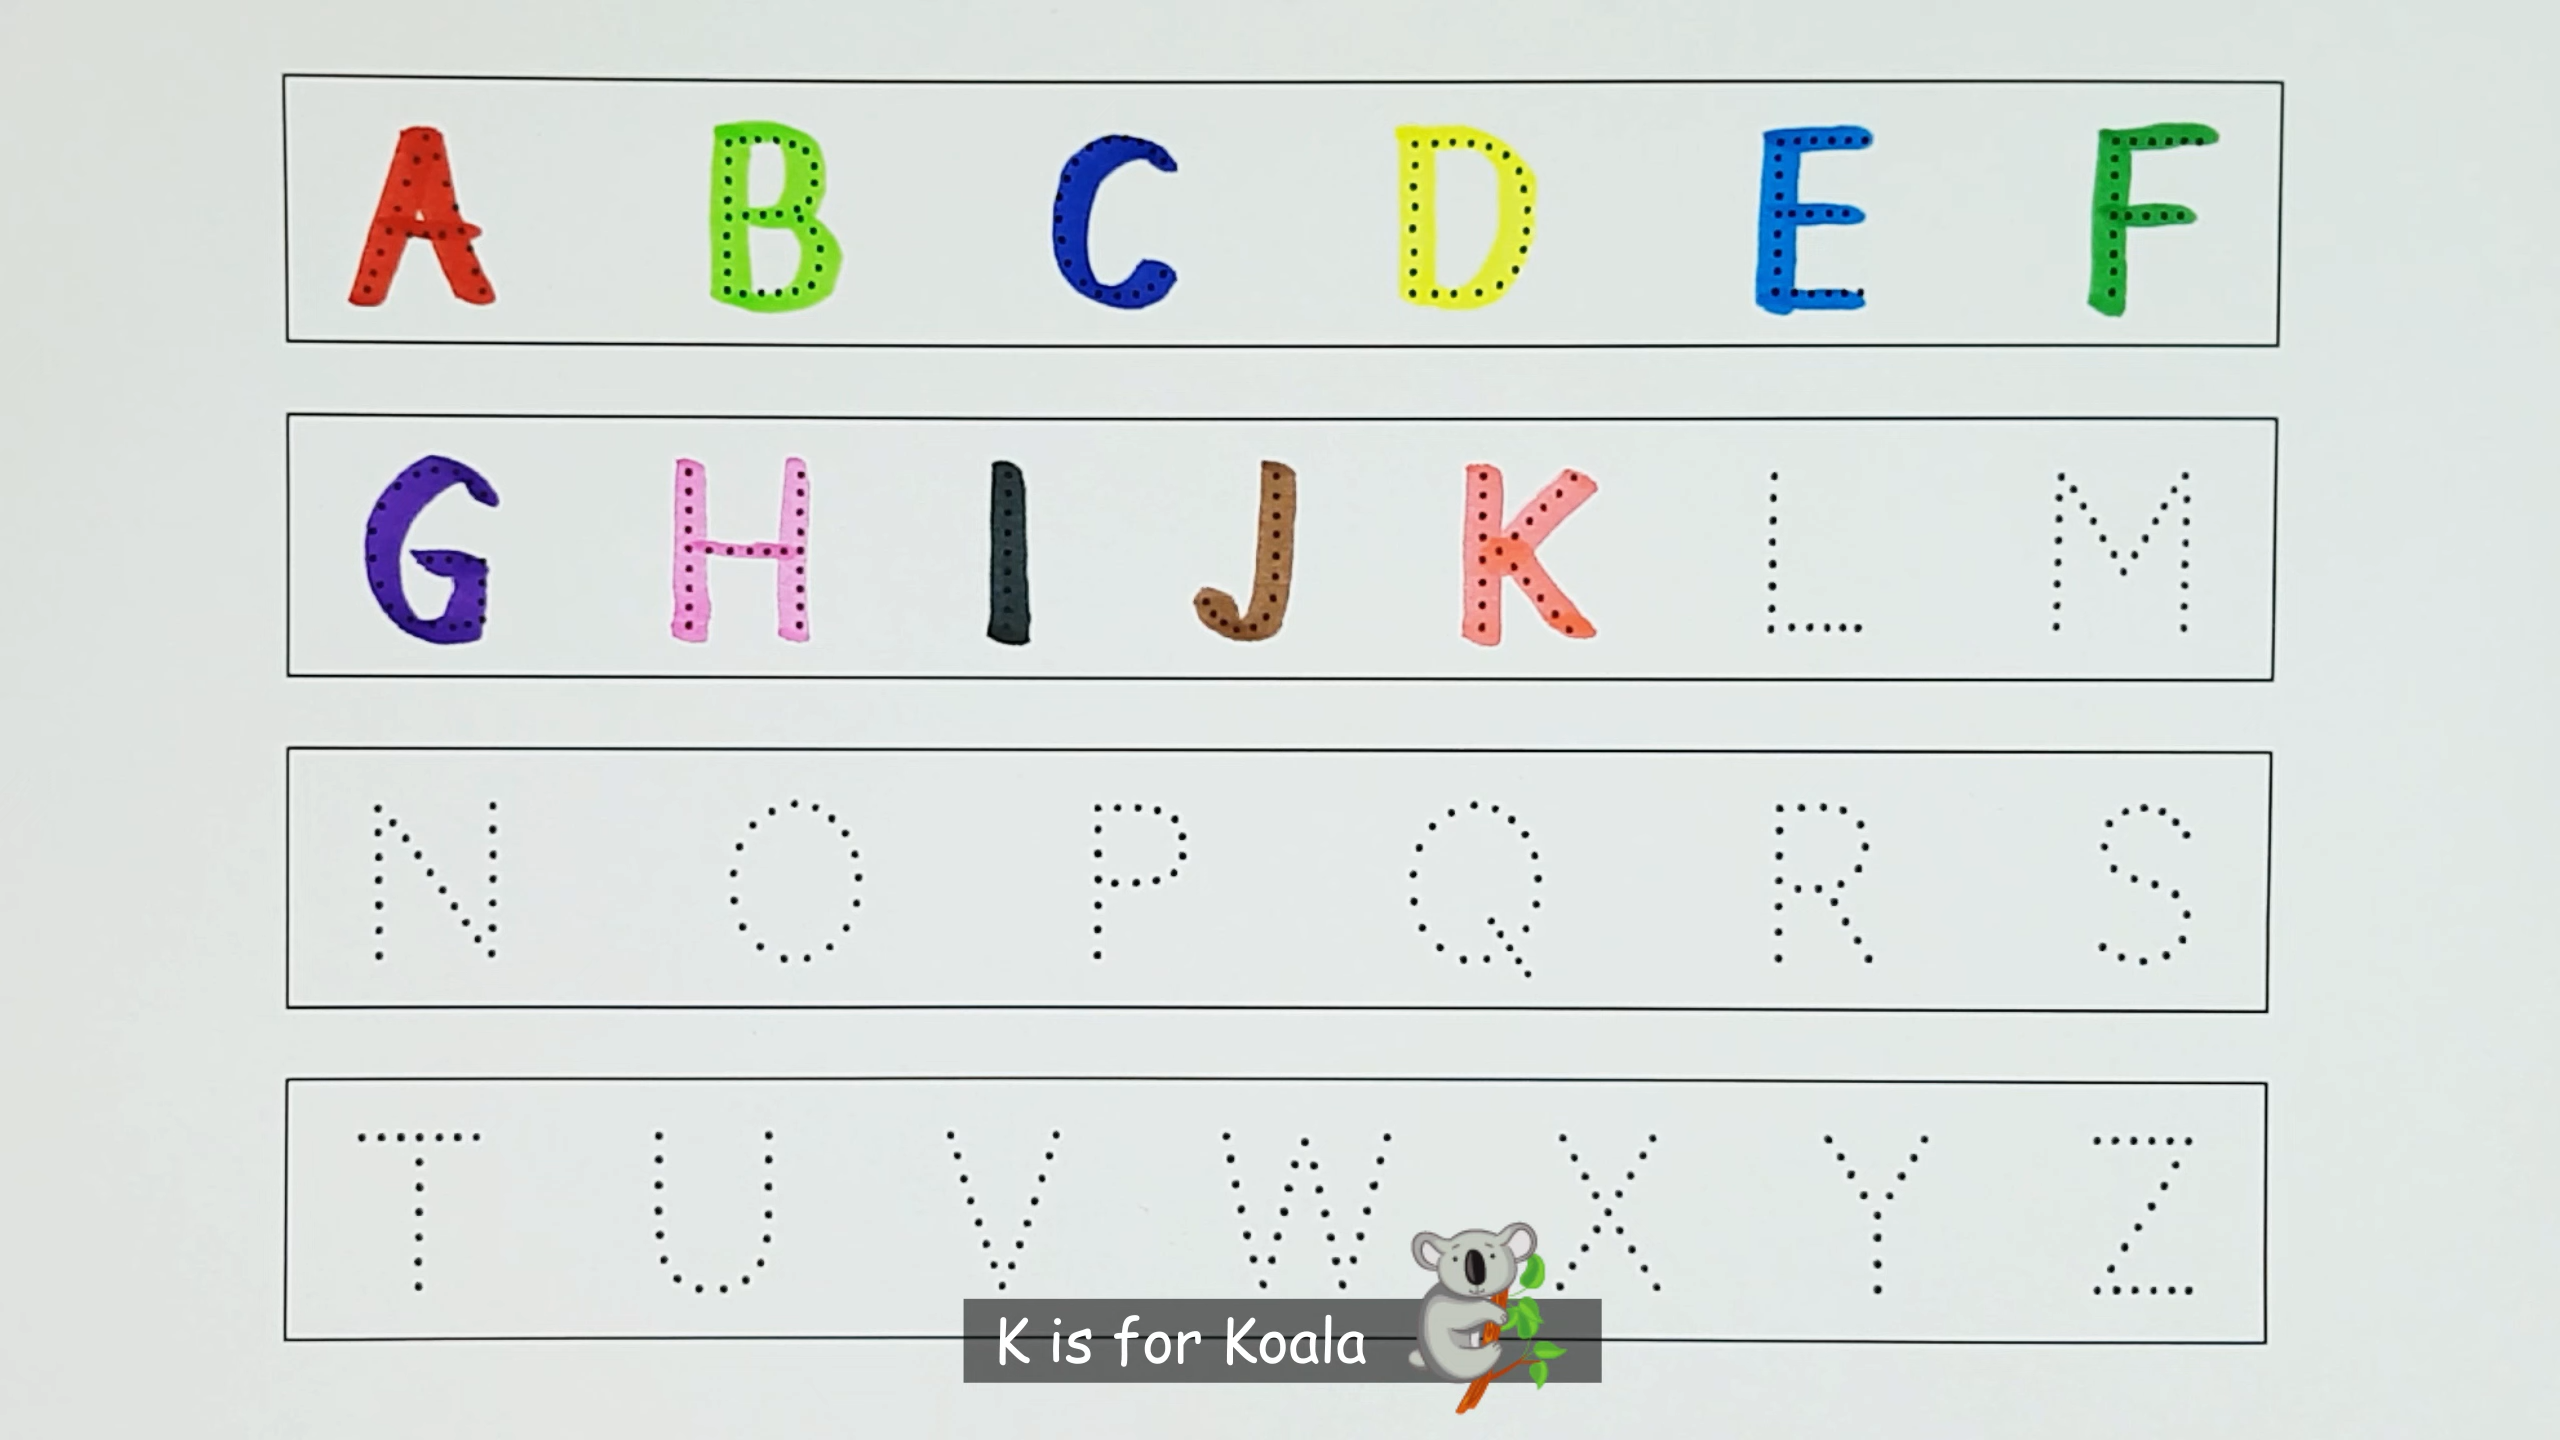 A B C D E F
G H I J K L M
N O P Q R S
T U V W X Y Z
K is for Koala